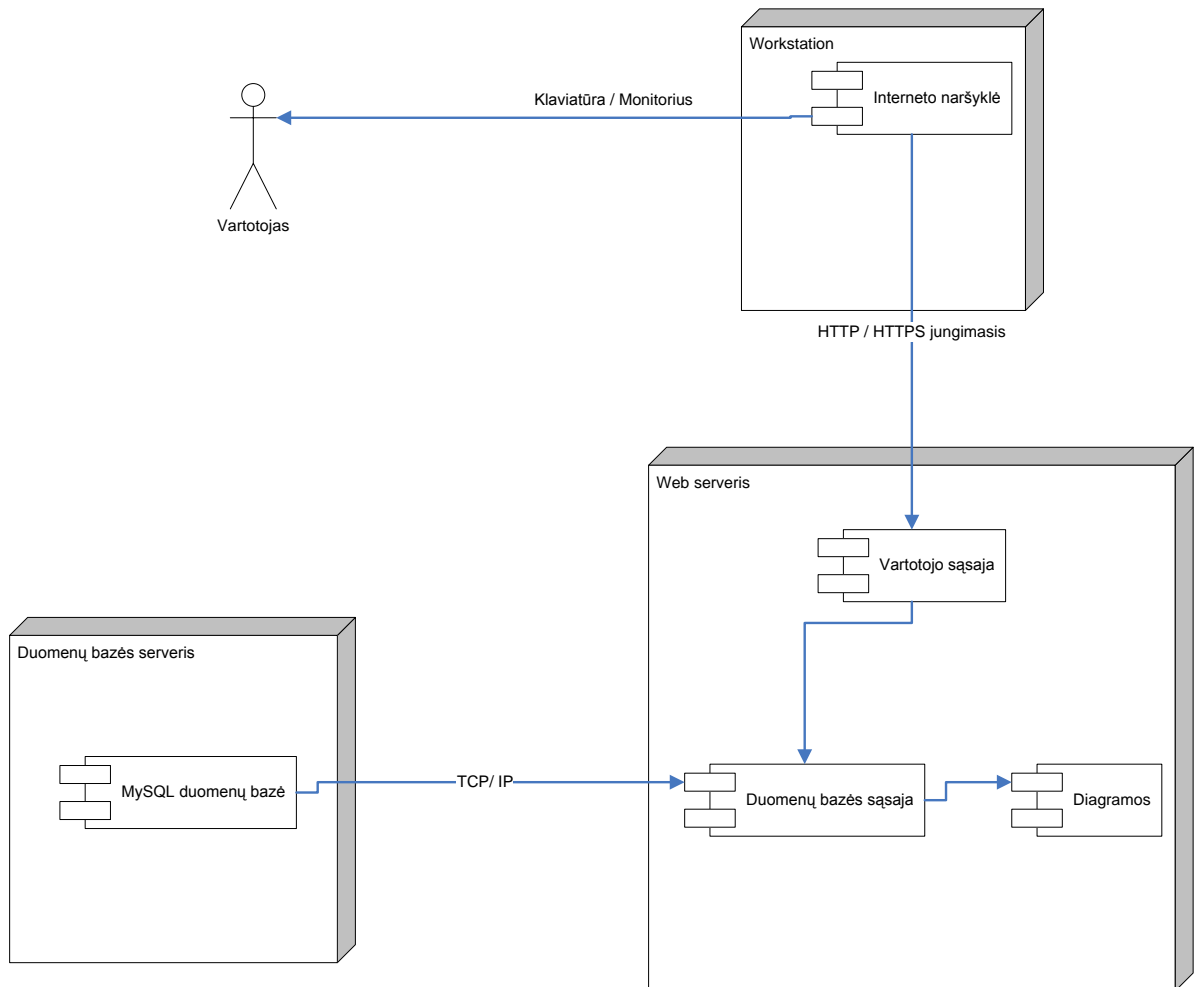 Workstation
Interneto naršyklė
Klaviatūra / Monitorius
Vartotojas
HTTP / HTTPS jungimasis
Web serveris
Vartotojo sąsaja
Duomenų bazės serveris
MySQL duomenų bazė
TCP/ IP
Duomenų bazės sąsaja
Diagramos